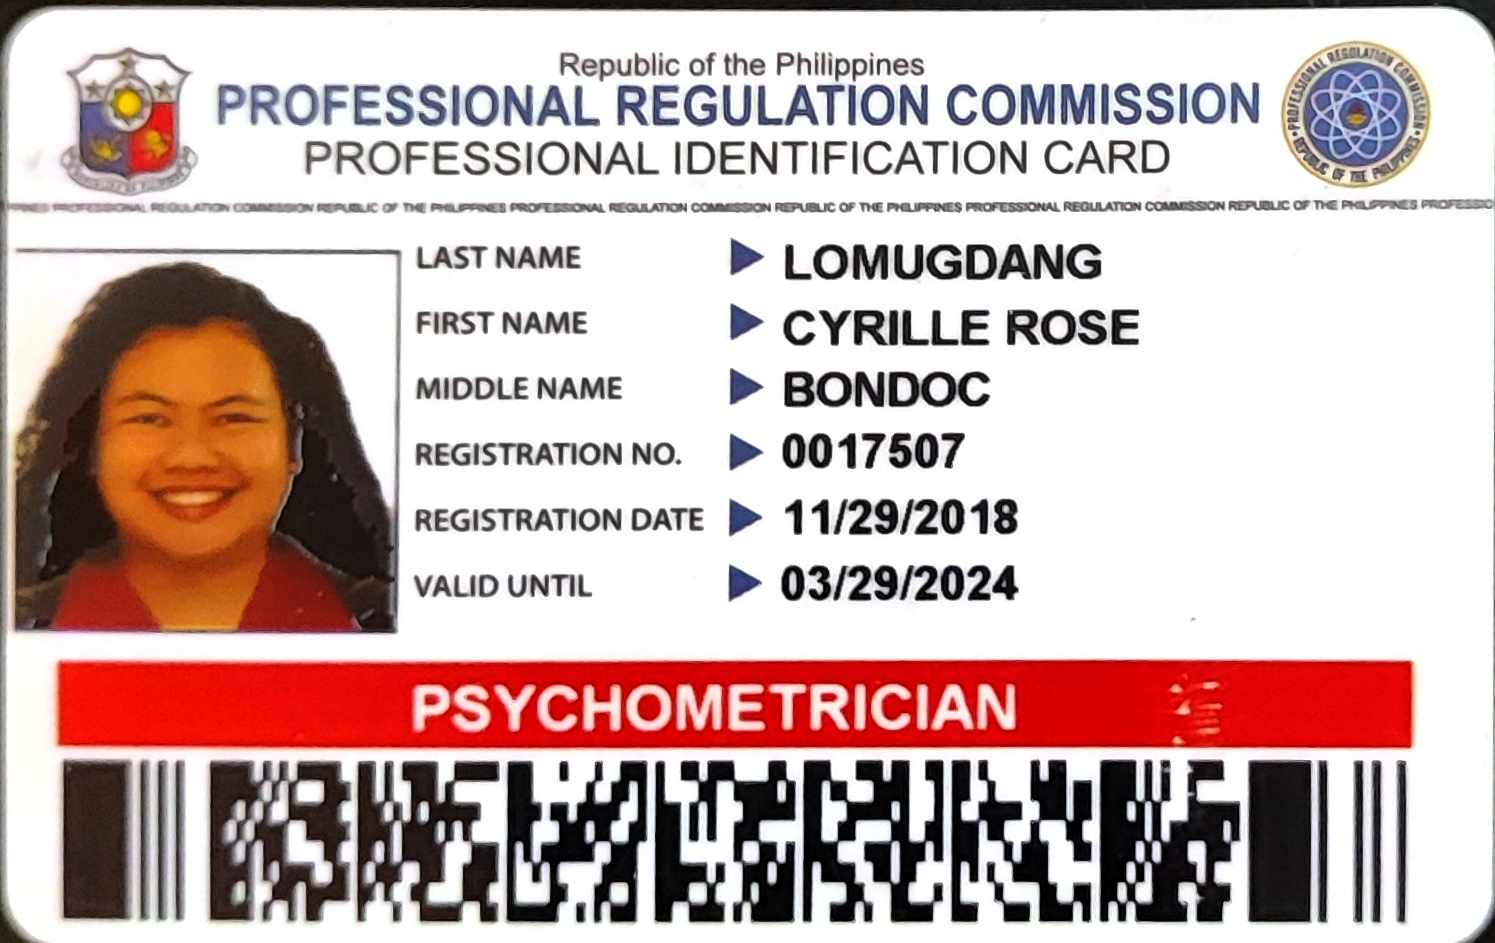 Republic of the Philippines
PROFESSIONAL REGULATION COMMISSION
PROFESSIONAL IDENTIFICATION CARD
PROFESSIONAL REGULATION COMMISSION • REPUBLIC OF THE PHILIPPINES •
PROFESSIONAL REGULATION COMMISSION REPUBLIC OF THE PHILIPPINES PROFESSIONAL REGULATION COMMISSION REPUBLIC OF THE PHILIPPINES PROFESSIONAL REGULATION COMMISSION REPUBLIC OF THE PHILIPPINES
LAST NAME LOMUGDANG
FIRST NAME CYRILLE ROSE
MIDDLE NAME BONDOC
REGISTRATION NO. 0017507
REGISTRATION DATE 11/29/2018
VALID UNTIL 03/29/2024
PSYCHOMETRICIAN